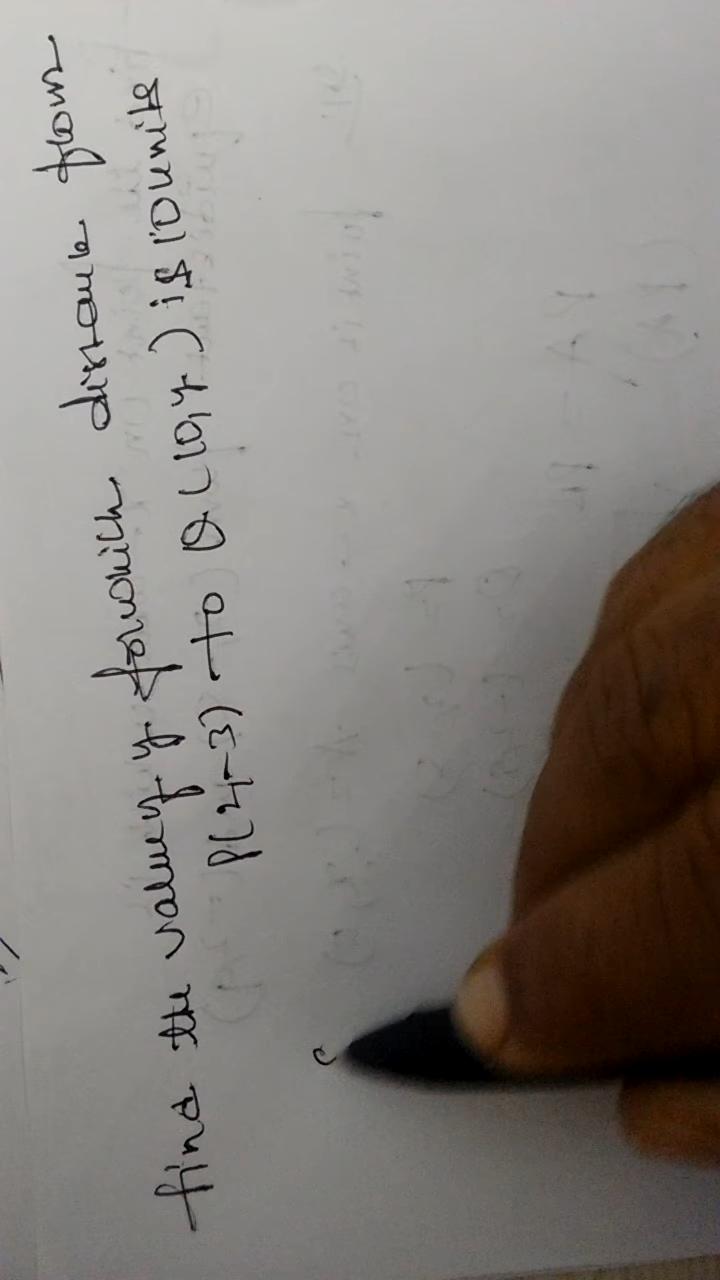 find the value of y for which distance from
P(2,-3) to Q(10,y) is 10 units